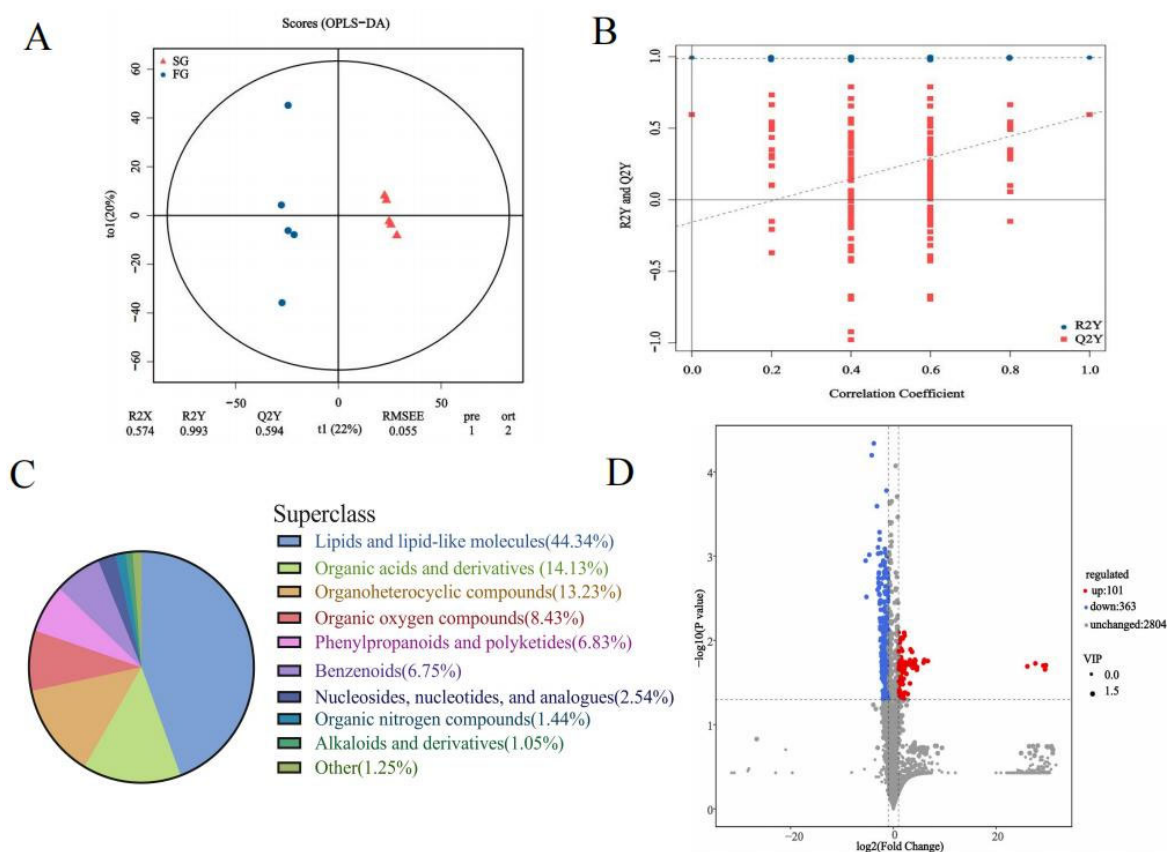 A
Scores (OPLS-DA)
SG
FG
to1(20%)
60
40
20
0
−20
−40
−60
−50
0
50
R2X
R2Y
Q2Y
t1 (22%)
RMSEE
pre
ort
0.574
0.993
0.594
0.055
1
2
B
R2Y and Q2Y
1.0
0.5
0.0
−0.5
−1.0
R2Y
Q2Y
0.0
0.2
0.4
0.6
0.8
1.0
Correlation Coefficient
C
Superclass
Lipids and lipid-like molecules(44.34%)
Organic acids and derivatives (14.13%)
Organoheterocyclic compounds(13.23%)
Organic oxygen compounds(8.43%)
Phenylpropanoids and polyketides(6.83%)
Benzenoids(6.75%)
Nucleosides, nucleotides, and analogues(2.54%)
Organic nitrogen compounds(1.44%)
Alkaloids and derivatives(1.05%)
Other(1.25%)
D
−log10(P value)
4
3
2
1
0
−20
0
20
log2(Fold Change)
regulated
up:101
down:363
unchanged:2804
VIP
0.0
1.5